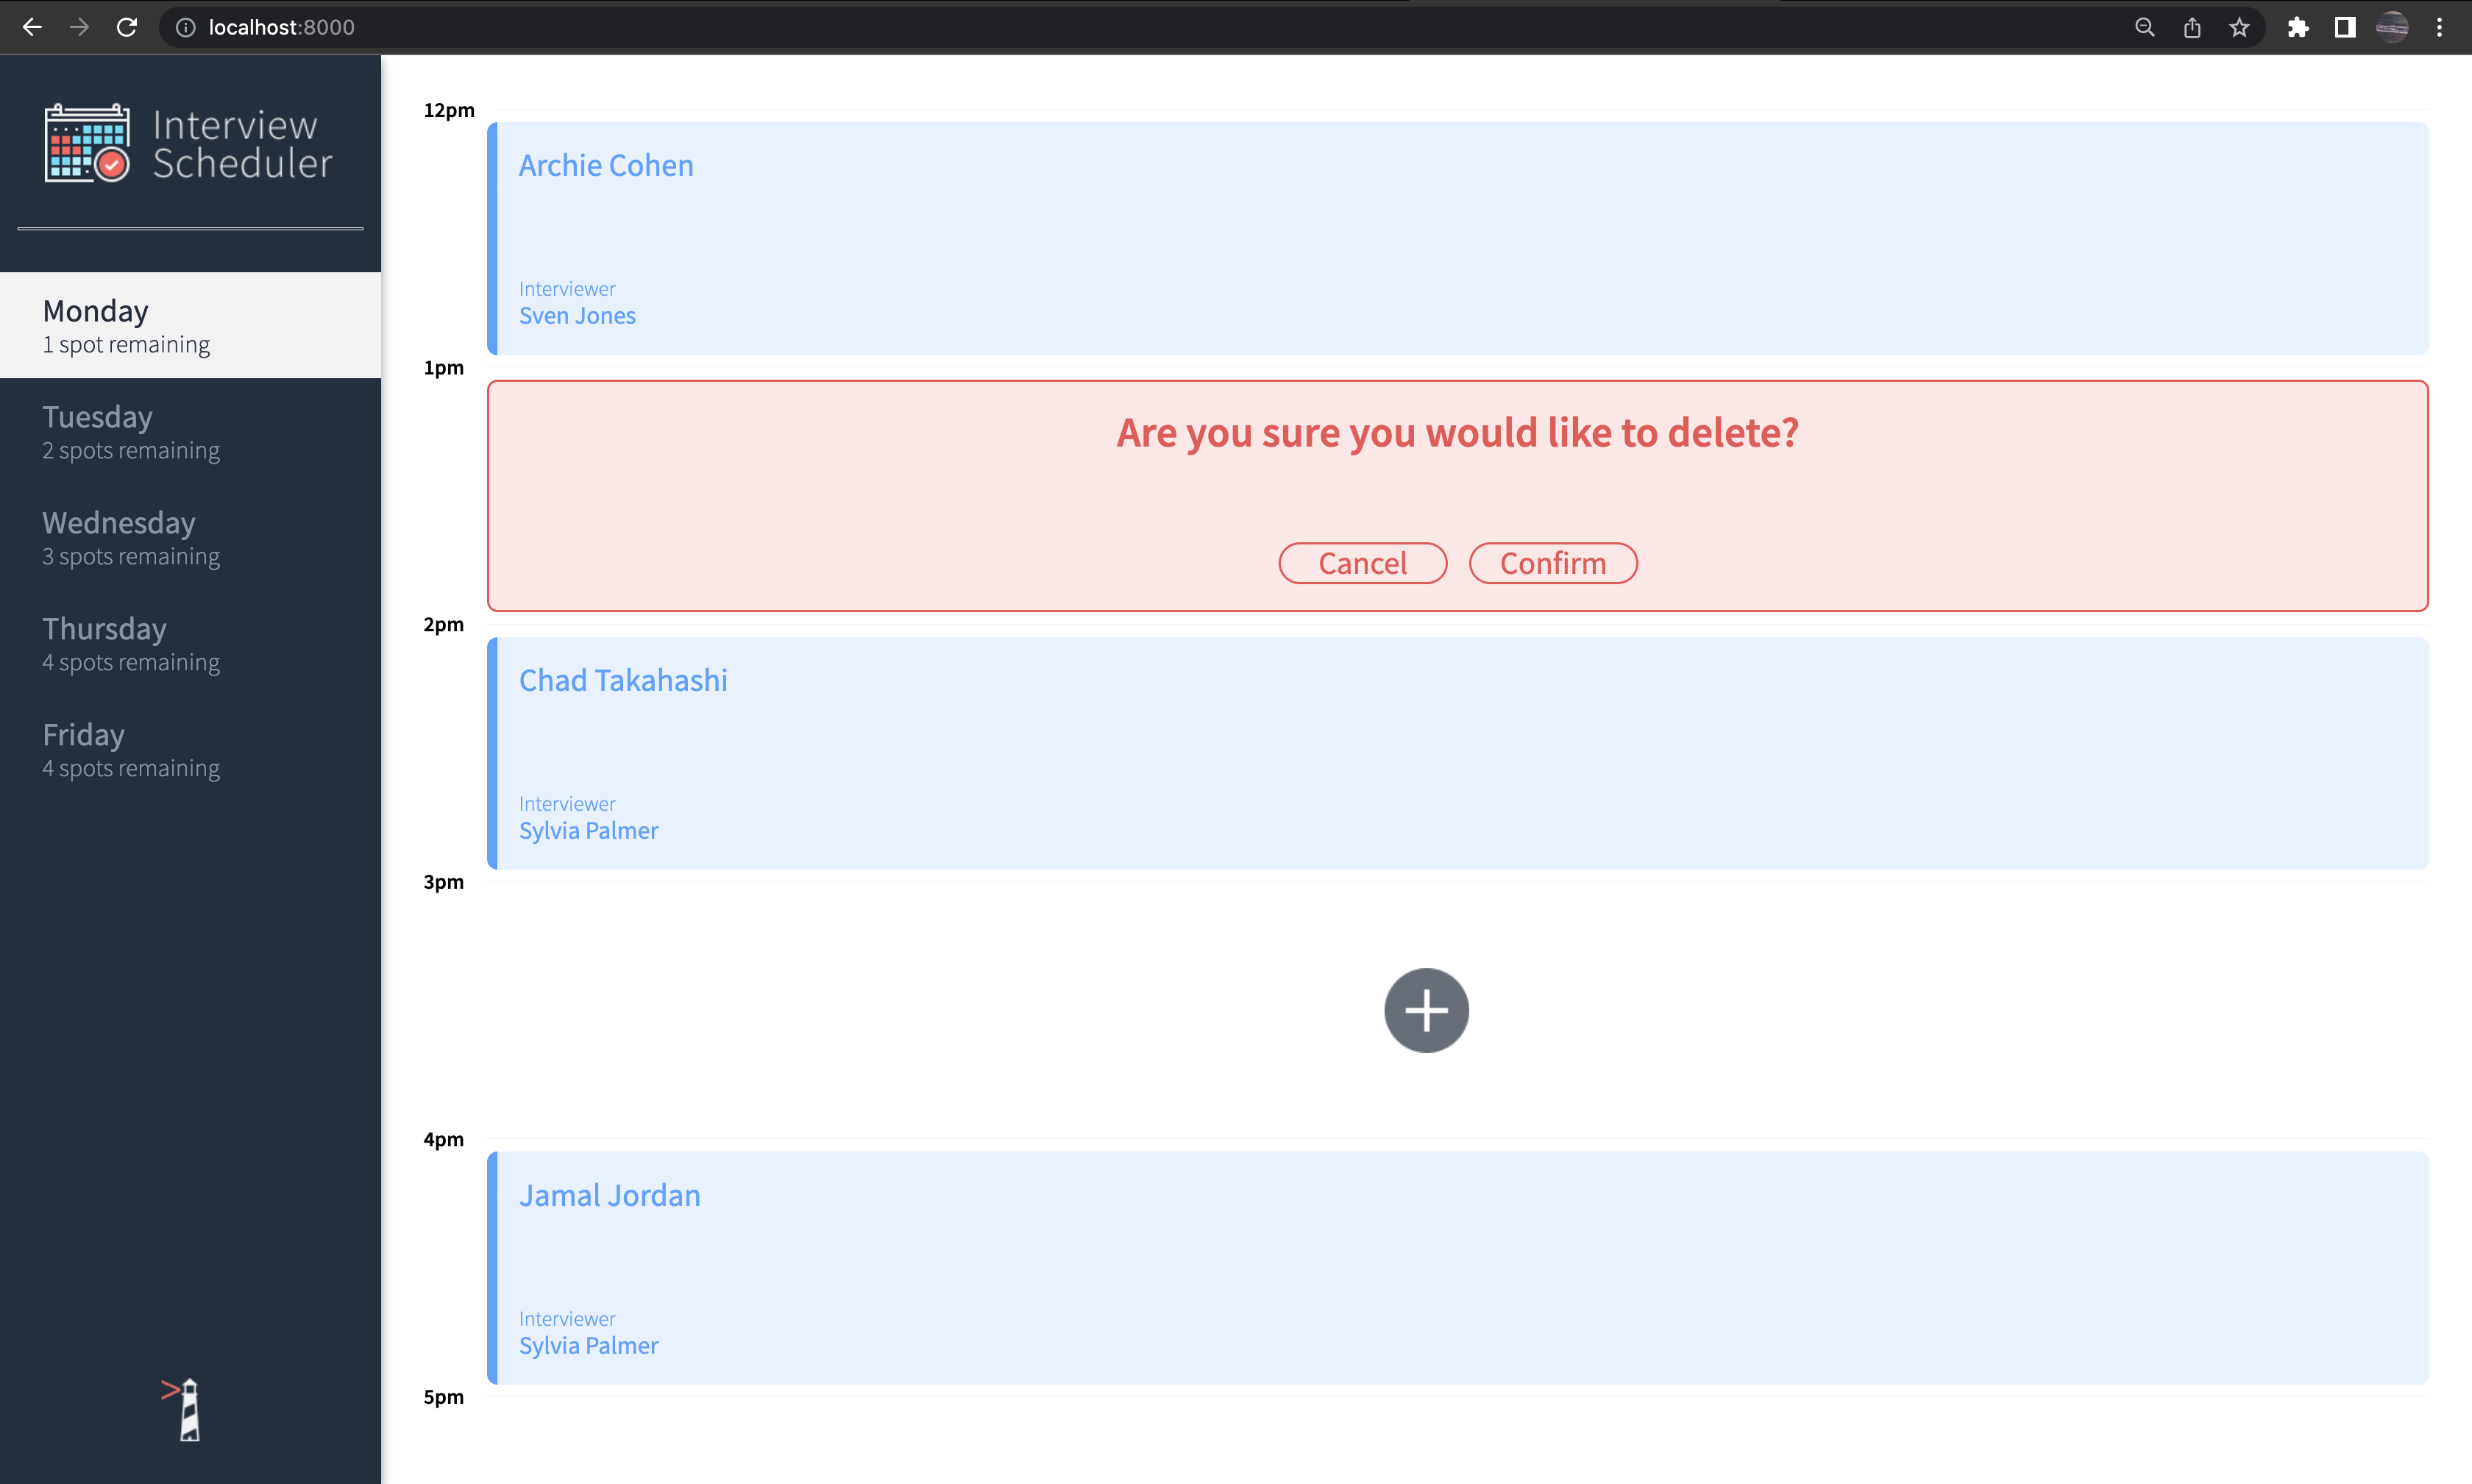 localhost:8000
Interview
Scheduler
Monday
1 spot remaining
Tuesday
2 spots remaining
Wednesday
3 spots remaining
Thursday
4 spots remaining
Friday
4 spots remaining
12pm
Archie Cohen
Interviewer
Sven Jones
1pm
Are you sure you would like to delete?
Cancel Confirm
2pm
Chad Takahashi
Interviewer
Sylvia Palmer
3pm
4pm
Jamal Jordan
Interviewer
Sylvia Palmer
5pm